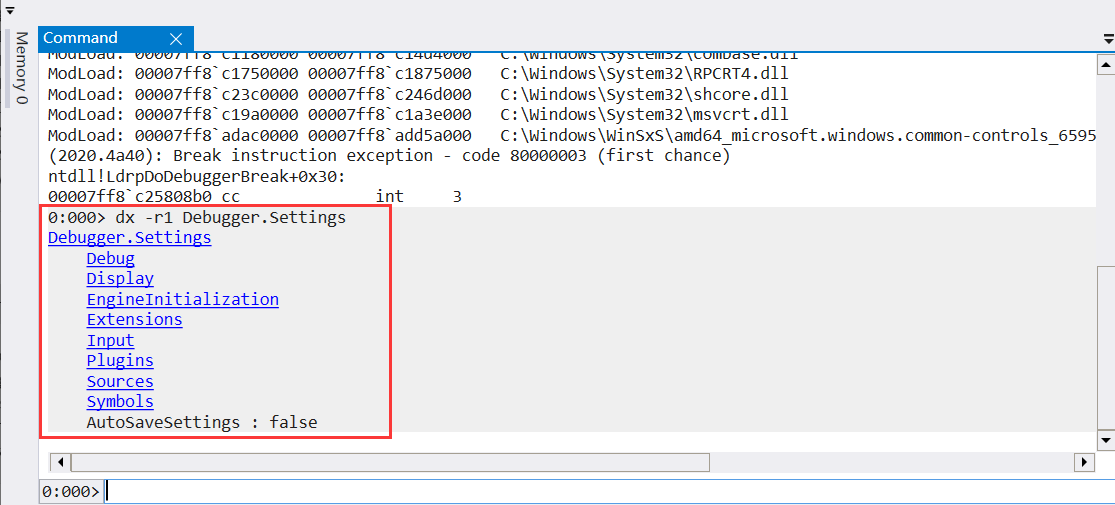 Memory 0
Command
ModLoad: 00007ff8`c1180000 00007ff8`c14d4000   C:\Windows\System32\combase.dll
ModLoad: 00007ff8`c1750000 00007ff8`c1875000   C:\Windows\System32\RPCRT4.dll
ModLoad: 00007ff8`c23c0000 00007ff8`c246d000   C:\Windows\System32\shcore.dll
ModLoad: 00007ff8`c19a0000 00007ff8`c1a3e000   C:\Windows\System32\msvcrt.dll
ModLoad: 00007ff8`adac0000 00007ff8`add5a000   C:\Windows\WinSxS\amd64_microsoft.windows.common-controls_6595
(2020.4a40): Break instruction exception - code 80000003 (first chance)
ntdll!LdrpDoDebuggerBreak+0x30:
00007ff8`c25808b0 cc              int     3
0:000> dx -r1 Debugger.Settings
Debugger.Settings
Debug
Display
EngineInitialization
Extensions
Input
Plugins
Sources
Symbols
AutoSaveSettings : false
0:000>